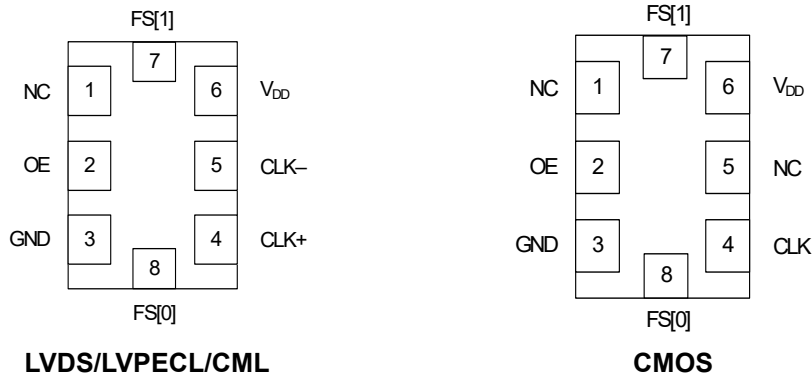 FS[1]
7
NC 1 6 VDD
OE 2 5 CLK–
GND 3 4 CLK+
8
FS[0]
LVDS/LVPECL/CML
FS[1]
7
NC 1 6 VDD
OE 2 5 NC
GND 3 4 CLK
8
FS[0]
CMOS